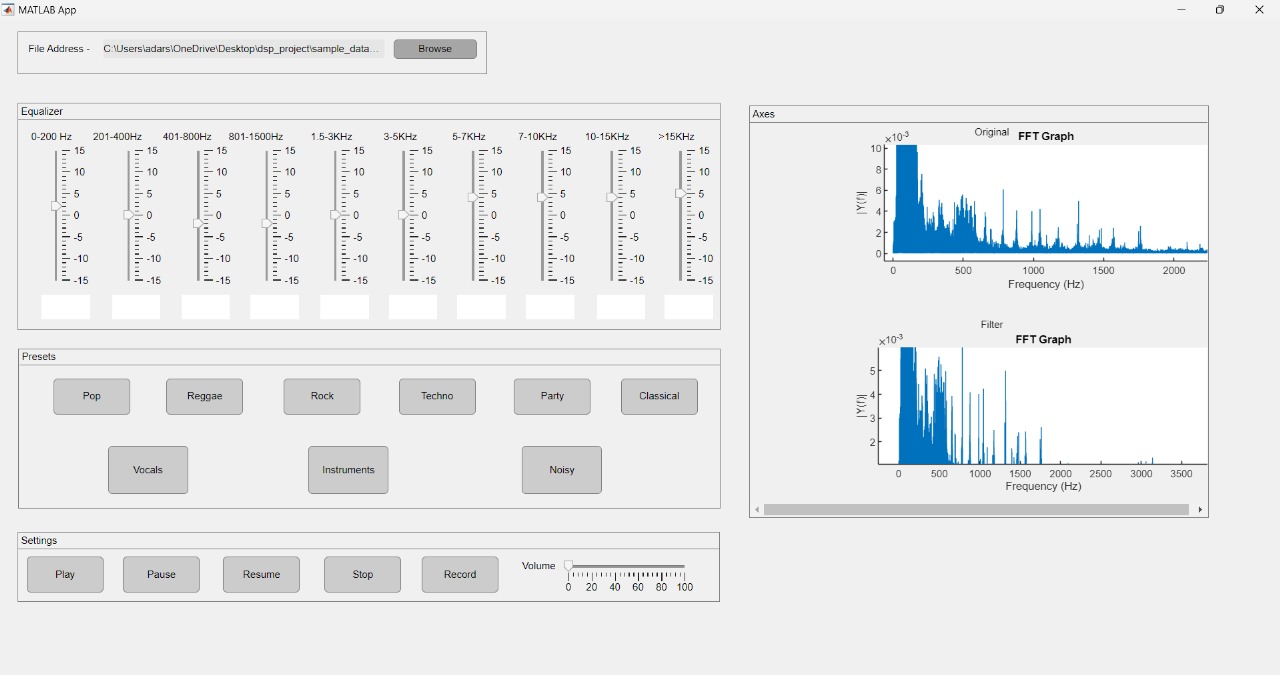 MATLAB App
File Address -
C:\Users\adars\OneDrive\Desktop\dsp_project\sample_data...
Browse
Equalizer
0-200 Hz 201-400Hz 401-800Hz 801-1500Hz 1.5-3KHz 3-5KHz 5-7KHz 7-10KHz 10-15KHz >15KHz
15 15 15 15 15 15 15 15 15 15
10 10 10 10 10 10 10 10 10 10
5 5 5 5 5 5 5 5 5 5
0 0 0 0 0 0 0 0 0 0
-5 -5 -5 -5 -5 -5 -5 -5 -5 -5
-10 -10 -10 -10 -10 -10 -10 -10 -10 -10
-15 -15 -15 -15 -15 -15 -15 -15 -15 -15
Presets
Pop Reggae Rock Techno Party Classical
Vocals Instruments Noisy
Settings
Play Pause Resume Stop Record
Volume
0 20 40 60 80 100
Axes
Original
FFT Graph
×10-3
10
8
6
4
2
0
|Y(f)|
0 500 1000 1500 2000
Frequency (Hz)
Filter
FFT Graph
×10-3
5
4
3
2
|Y(f)|
0 500 1000 1500 2000 2500 3000 3500
Frequency (Hz)